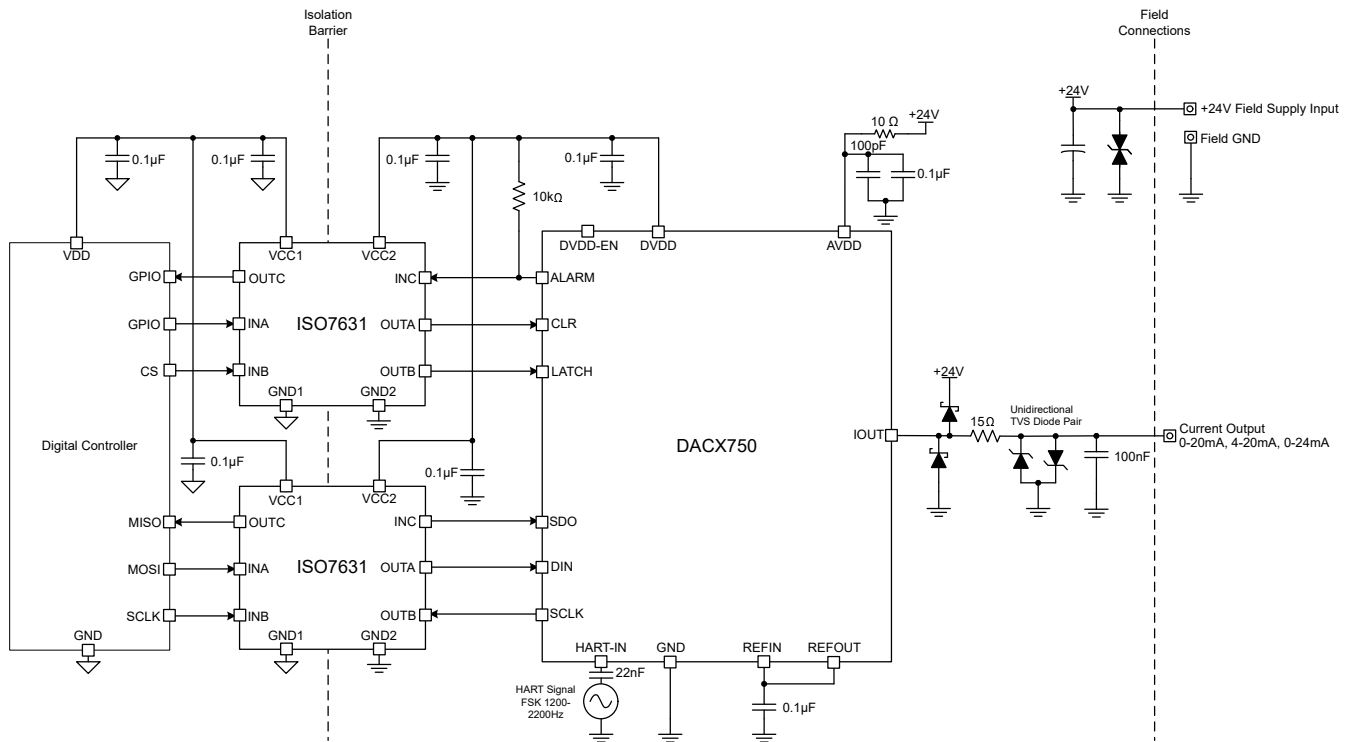 Isolation
Barrier
Field
Connections
+24V
+24V Field Supply Input
Field GND
10 Ω
+24V
100pF
0.1µF
0.1µF
0.1µF
0.1µF
0.1µF
10kΩ
VDD
VCC1
VCC2
DVDD-EN
DVDD
AVDD
GPIO
OUTC
INC
ALARM
GPIO
INA
ISO7631
OUTA
CLR
CS
INB
OUTB
LATCH
GND1
GND2
+24V
Digital Controller
DACX750
IOUT
15Ω
Unidirectional
TVS Diode Pair
100nF
Current Output
0-20mA, 4-20mA, 0-24mA
0.1µF
0.1µF
VCC1
VCC2
MISO
OUTC
INC
SDO
MOSI
INA
ISO7631
OUTA
DIN
SCLK
INB
OUTB
SCLK
GND
GND1
GND2
HART-IN
GND
REFIN
REFOUT
22nF
HART Signal
FSK 1200-
2200Hz
0.1µF